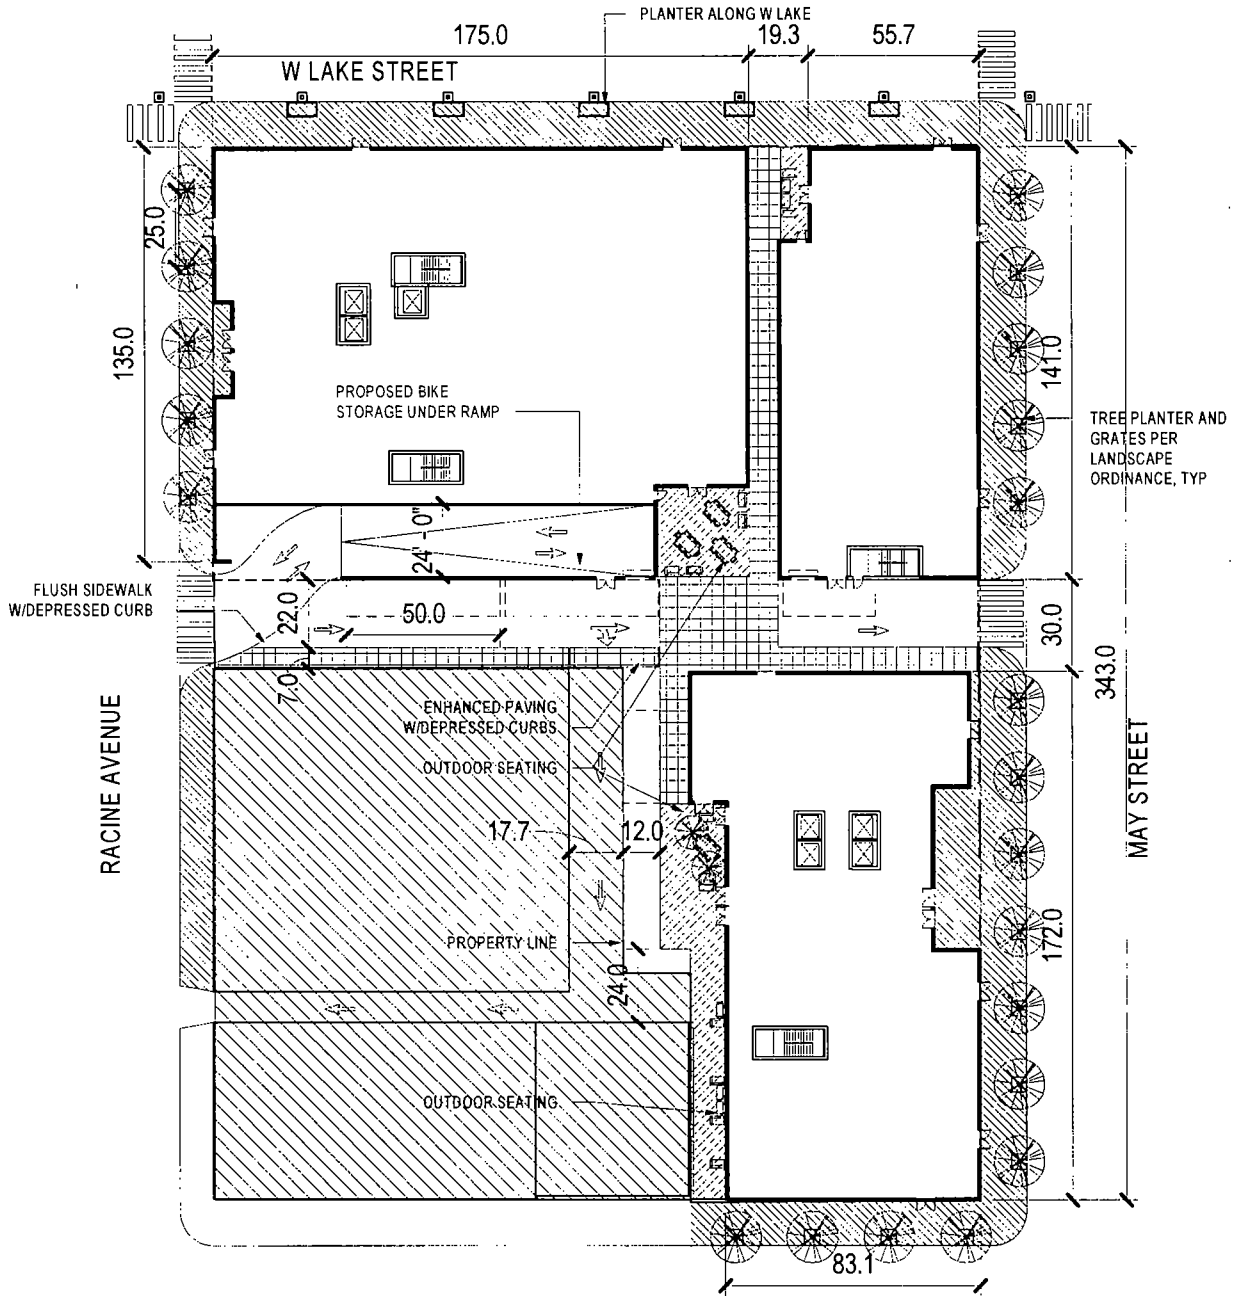 PLANTER ALONG W LAKE
175.0
19.3
55.7
W LAKE STREET
25.0
135.0
141.0
PROPOSED BIKE
STORAGE UNDER RAMP
TREE PLANTER AND
GRATES PER
LANDSCAPE
ORDINANCE, TYP
24' - 0"
FLUSH SIDEWALK
W/DEPRESSED CURB
22.0
50.0
30.0
7.0
343.0
ENHANCED PAVING
W/DEPRESSED CURBS
OUTDOOR SEATING
RACINE AVENUE
MAY STREET
17.7
12.0
172.0
PROPERTY LINE
24.0
OUTDOOR SEATING
83.1